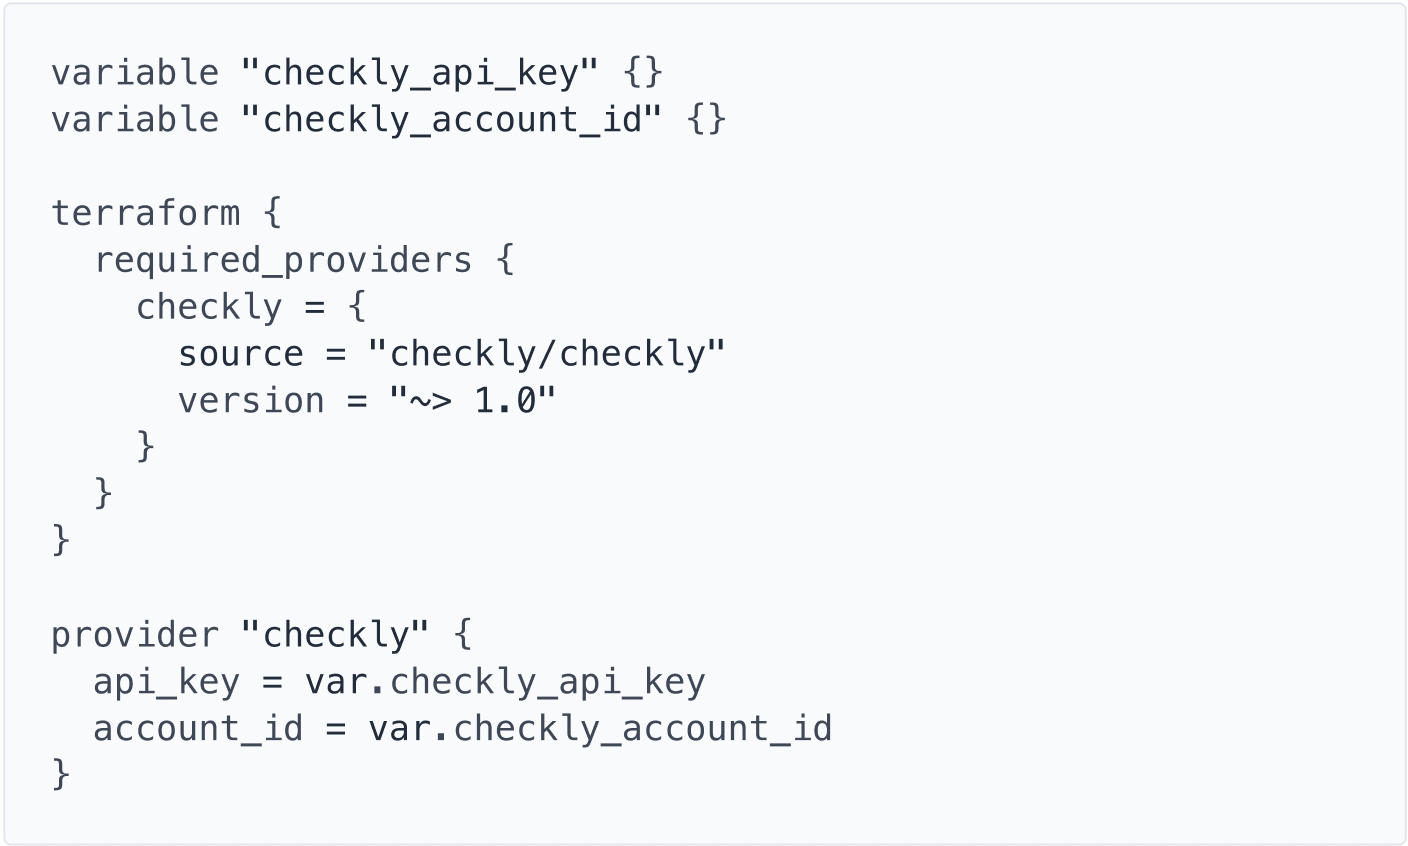 variable "checkly_api_key" {}
variable "checkly_account_id" {}

terraform {
  required_providers {
    checkly = {
      source = "checkly/checkly"
      version = "~> 1.0"
    }
  }
}

provider "checkly" {
  api_key = var.checkly_api_key
  account_id = var.checkly_account_id
}